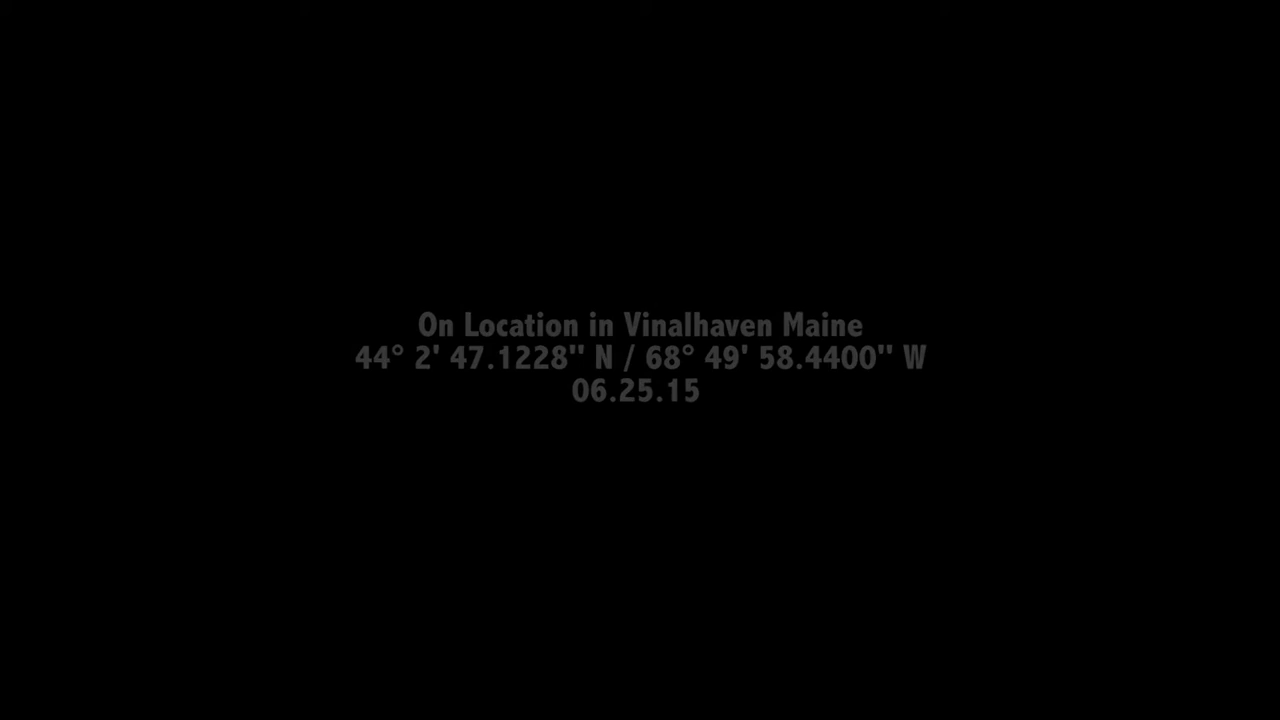 On Location in Vinalhaven Maine
44° 2' 47.1228" N / 68° 49' 58.4400" W
06.25.15